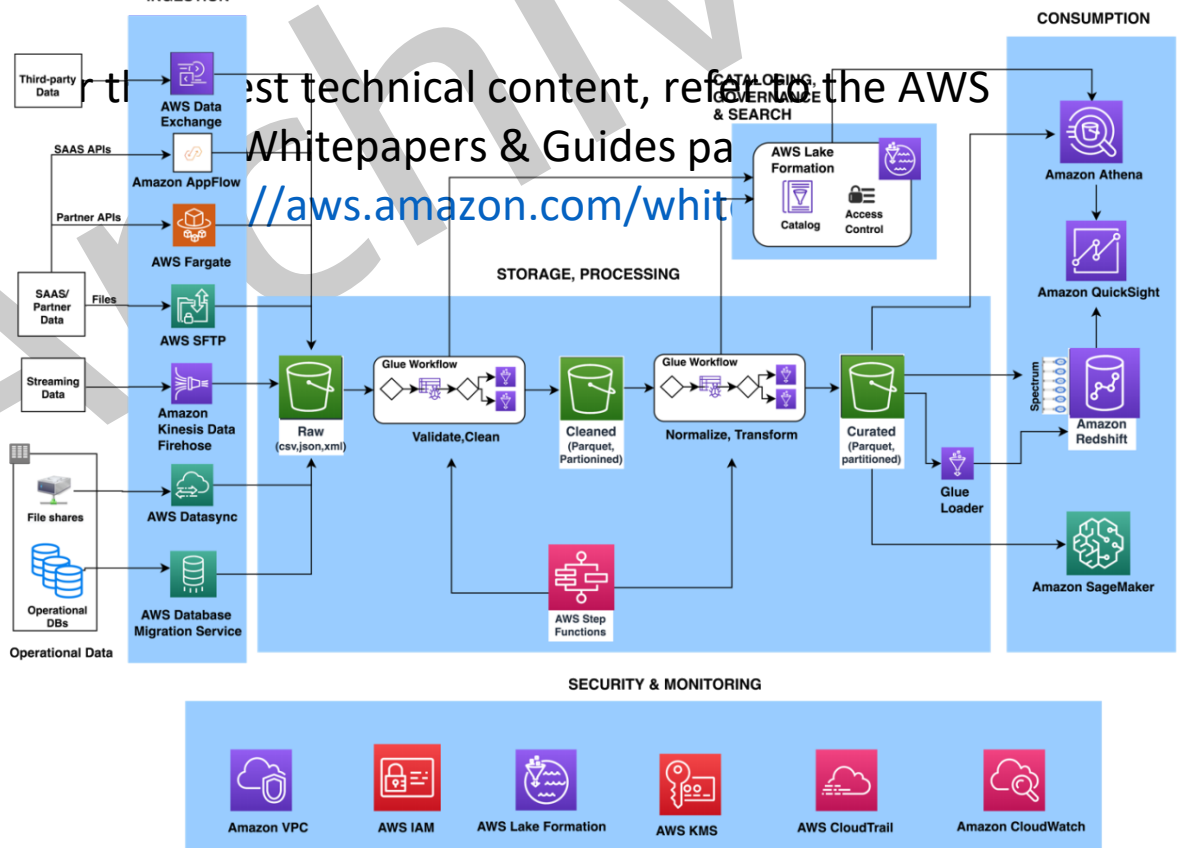 INGESTION
CONSUMPTION
Third-party
Data
AWS Data
Exchange
est technical content, refer to the AWS
Whitepapers & Guides pa
//aws.amazon.com/white
CATALOGING,
GOVERNANCE
& SEARCH
AWS Lake
Formation
Catalog
Access
Control
SAAS APIs
Amazon AppFlow
Partner APIs
AWS Fargate
SAAS/
Partner
Data
Files
AWS SFTP
Streaming
Data
Amazon
Kinesis Data
Firehose
File shares
AWS Datasync
Operational
DBs
AWS Database
Migration Service
Operational Data
STORAGE, PROCESSING
Raw
(csv,json,xml)
Glue Workflow
Validate,Clean
Cleaned
(Parquet,
Partionined)
Glue Workflow
Normalize, Transform
Curated
(Parquet,
partitioned)
Glue
Loader
AWS Step
Functions
Amazon Athena
Amazon QuickSight
Spectrum
Amazon
Redshift
Amazon SageMaker
SECURITY & MONITORING
Amazon VPC
AWS IAM
AWS Lake Formation
AWS KMS
AWS CloudTrail
Amazon CloudWatch